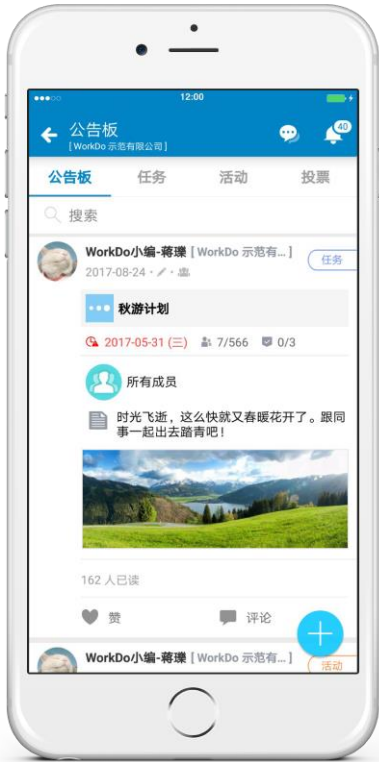 12:00
公告板
[WorkDo 示范有限公司]
40
公告板 任务 活动 投票
搜索
WorkDo小编-蒋瓅 [ WorkDo 示范有... ] 任务
2017-08-24
秋游计划
2017-05-31 (三) 7/566 0/3
所有成员
时光飞逝，这么快就又春暖花开了。跟同
事一起出去踏青吧！
162 人已读
赞 评论
WorkDo小编-蒋瓅 [ WorkDo 示范有... ] 活动